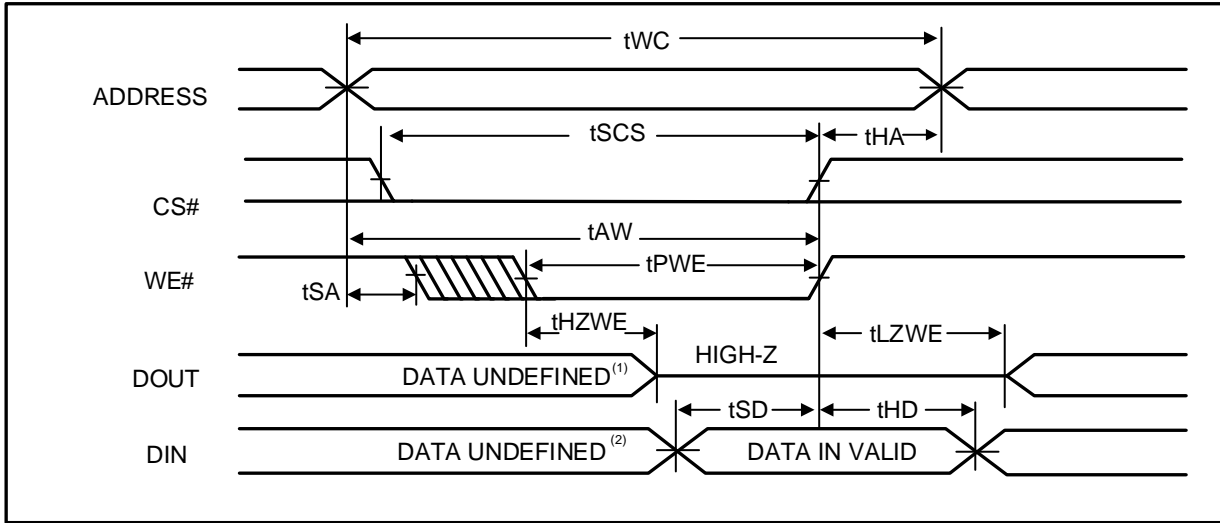 tWC
ADDRESS
tSCS
tHA
CS#
tAW
WE#
tPWE
tSA
tHZWE
tLZWE
HIGH-Z
DOUT
DATA UNDEFINED(1)
tSD
tHD
DIN
DATA UNDEFINED (2)
DATA IN VALID